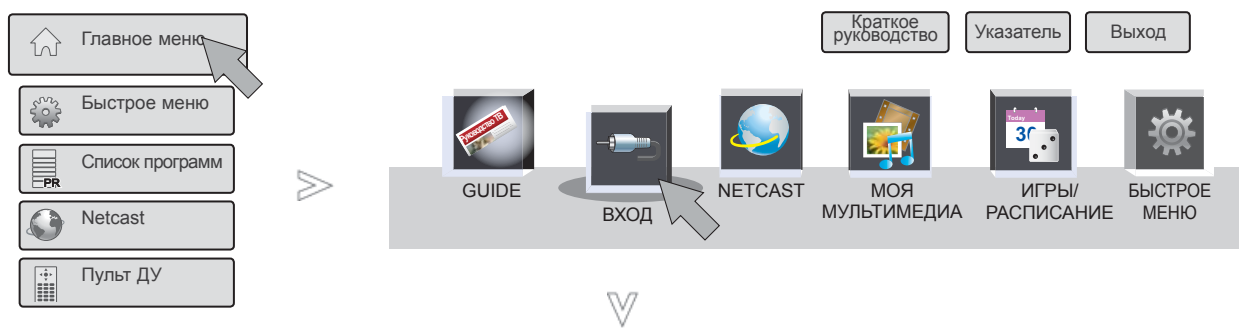 Главное меню
Быстрое меню
Список программ
PR
Netcast
Пульт ДУ
Краткое
руководство
Указатель
Выход
Руководство ТВ
Today
30
GUIDE
ВХОД
NETCAST
МОЯ
МУЛЬТИМЕДИА
ИГРЫ/
РАСПИСАНИЕ
БЫСТРОЕ
МЕНЮ